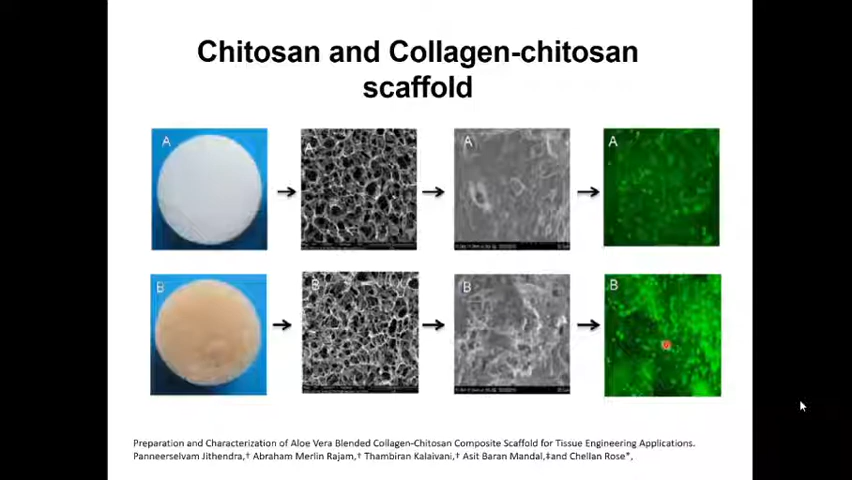 Chitosan and Collagen-chitosan
scaffold
A
A
A
A
B
B
B
B
Preparation and Characterization of Aloe Vera Blended Collagen-Chitosan Composite Scaffold for Tissue Engineering Applications.
Panneerselvam Jithendra,† Abraham Merlin Rajam,† Thambiran Kalaivani,† Asit Baran Mandal,‡and Chellan Rose*,